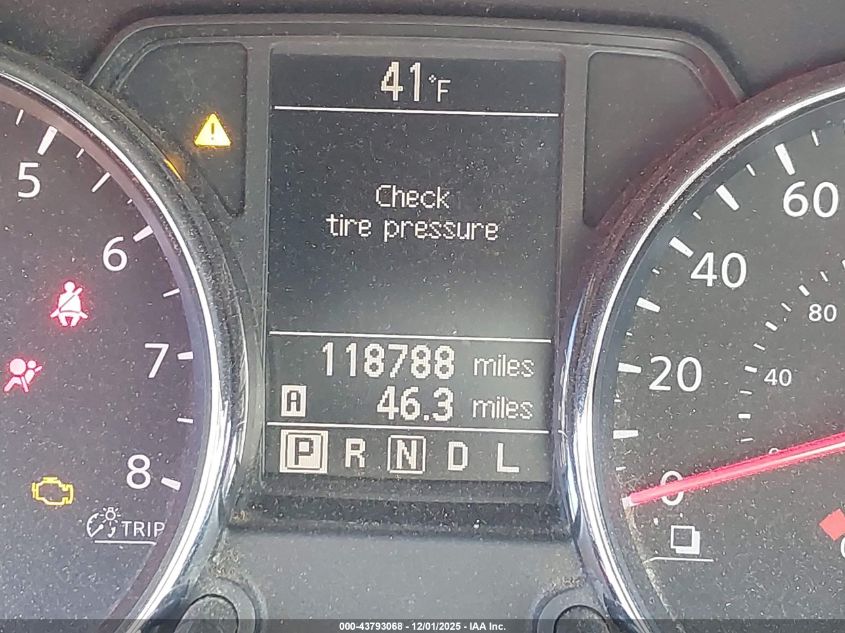 41°F
Check
tire pressure
118788 miles
A 46.3 miles
P R N D L
5
6
7
8
TRIP
60
40
20
0
80
40
000-43793068 - 12/01/2025 - IAA Inc.